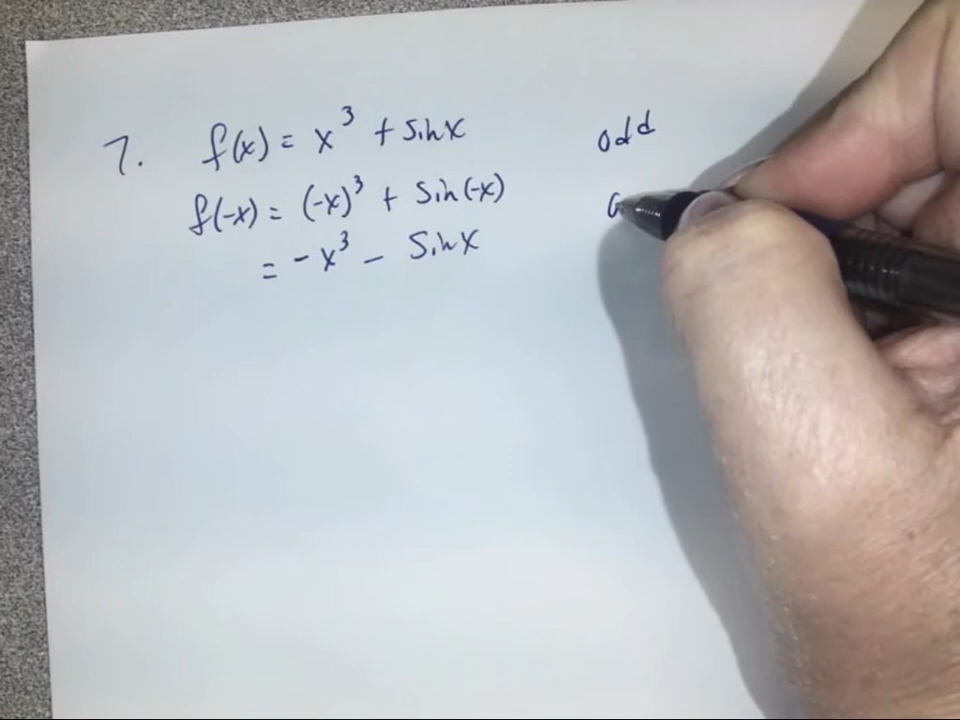 7. f(x) = x³ + sin x odd
f(-x) = (-x)³ + sin(-x)
= -x³ - sin x